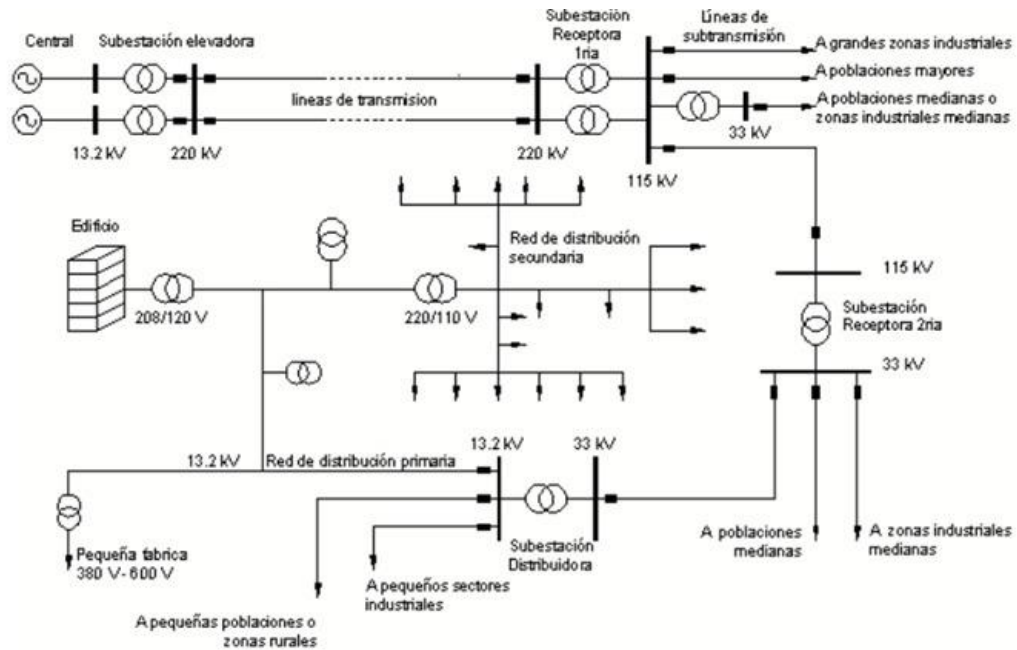 Central
Subestación elevadora
Subestación
Receptora
1ria
Líneas de
subtransmisión
A grandes zonas industriales
A poblaciones mayores
A poblaciones medianas o
zonas industriales medianas
lineas de transmision
13.2 kV
220 kV
220 kV
115 kV
33 kV
Edificio
208/120 V
220/110 V
Red de distribución
secundaria
115 kV
Subestación
Receptora 2ria
33 kV
13.2 kV
Red de distribución primaria
13.2 kV
33 kV
Subestación
Distribuidora
Pequeña fabrica
380 V- 600 V
A pequeños sectores
industriales
A pequeñas poblaciones o
zonas rurales
A poblaciones
medianas
A zonas industriales
medianas